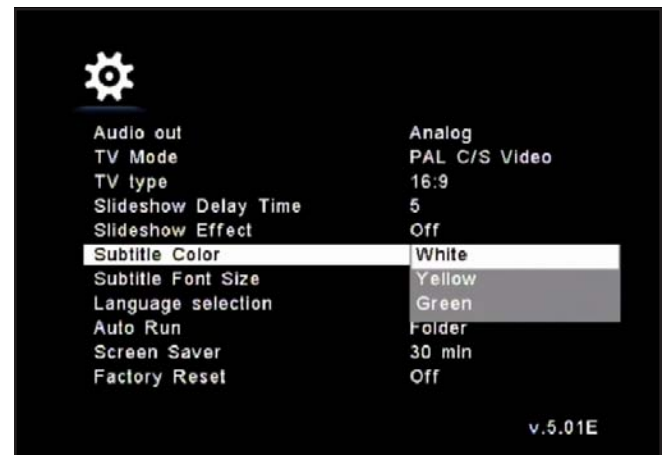 Audio out Analog
TV Mode PAL C/S Video
TV type 16:9
Slideshow Delay Time 5
Slideshow Effect Off
Subtitle Color White
Subtitle Font Size Yellow
Language selection Green
Auto Run Folder
Screen Saver 30 min
Factory Reset Off
v.5.01E